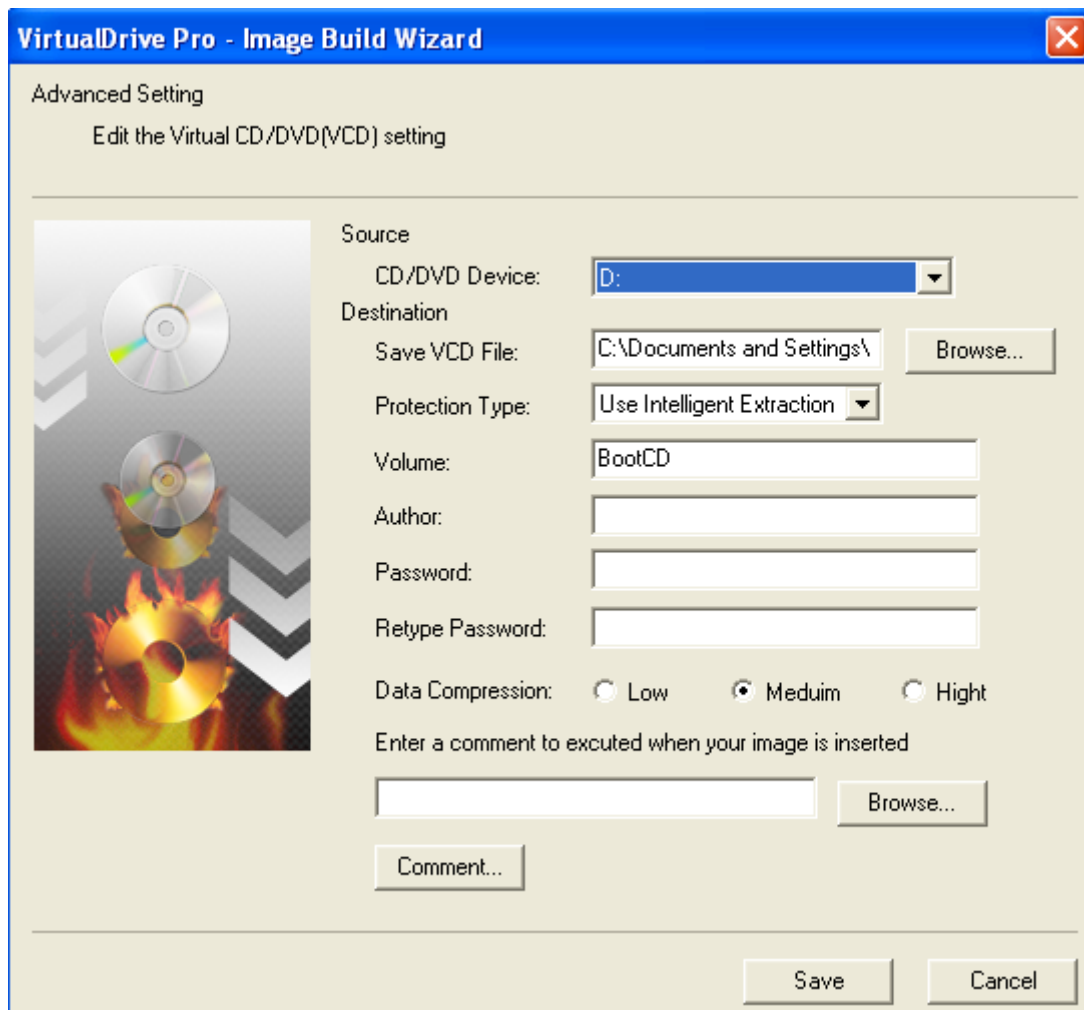 VirtualDrive Pro - Image Build Wizard
Advanced Setting
Edit the Virtual CD/DVD(VCD) setting
Source
CD/DVD Device: D:
Destination
Save VCD File: C:\Documents and Settings\ Browse...
Protection Type: Use Intelligent Extraction
Volume: BootCD
Author:
Password:
Retype Password:
Data Compression: Low Meduim Hight
Enter a comment to excuted when your image is inserted
Browse...
Comment...
Save Cancel